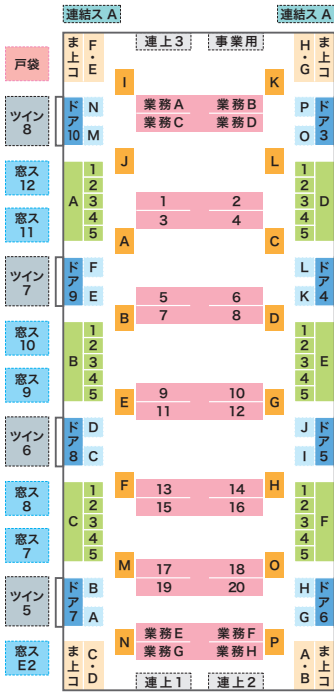 連結ス A
連結ス A
戸袋
ま上コ
F・E
連上3
事業用
H・G
ま上コ
I
K
ツイン
8
ドア
10
N
M
業務A
業務B
業務C
業務D
P
O
ドア
3
J
L
窓ス
12
窓ス
11
A
1
2
3
4
5
1
2
3
4
1
2
3
4
5
D
A
C
ツイン
7
ドア
9
F
E
5
6
7
8
L
K
ドア
4
B
D
窓ス
10
窓ス
9
B
1
2
3
4
5
9
10
11
12
1
2
3
4
5
E
E
G
ツイン
6
ドア
8
D
C
J
I
ドア
5
F
H
窓ス
8
窓ス
7
C
1
2
3
4
5
13
14
15
16
1
2
3
4
5
F
M
O
ツイン
5
ドア
7
B
A
17
18
19
20
H
G
ドア
6
N
P
窓ス
E2
ま上コ
C・D
業務E
業務F
業務G
業務H
A・B
ま上コ
連上1
連上2